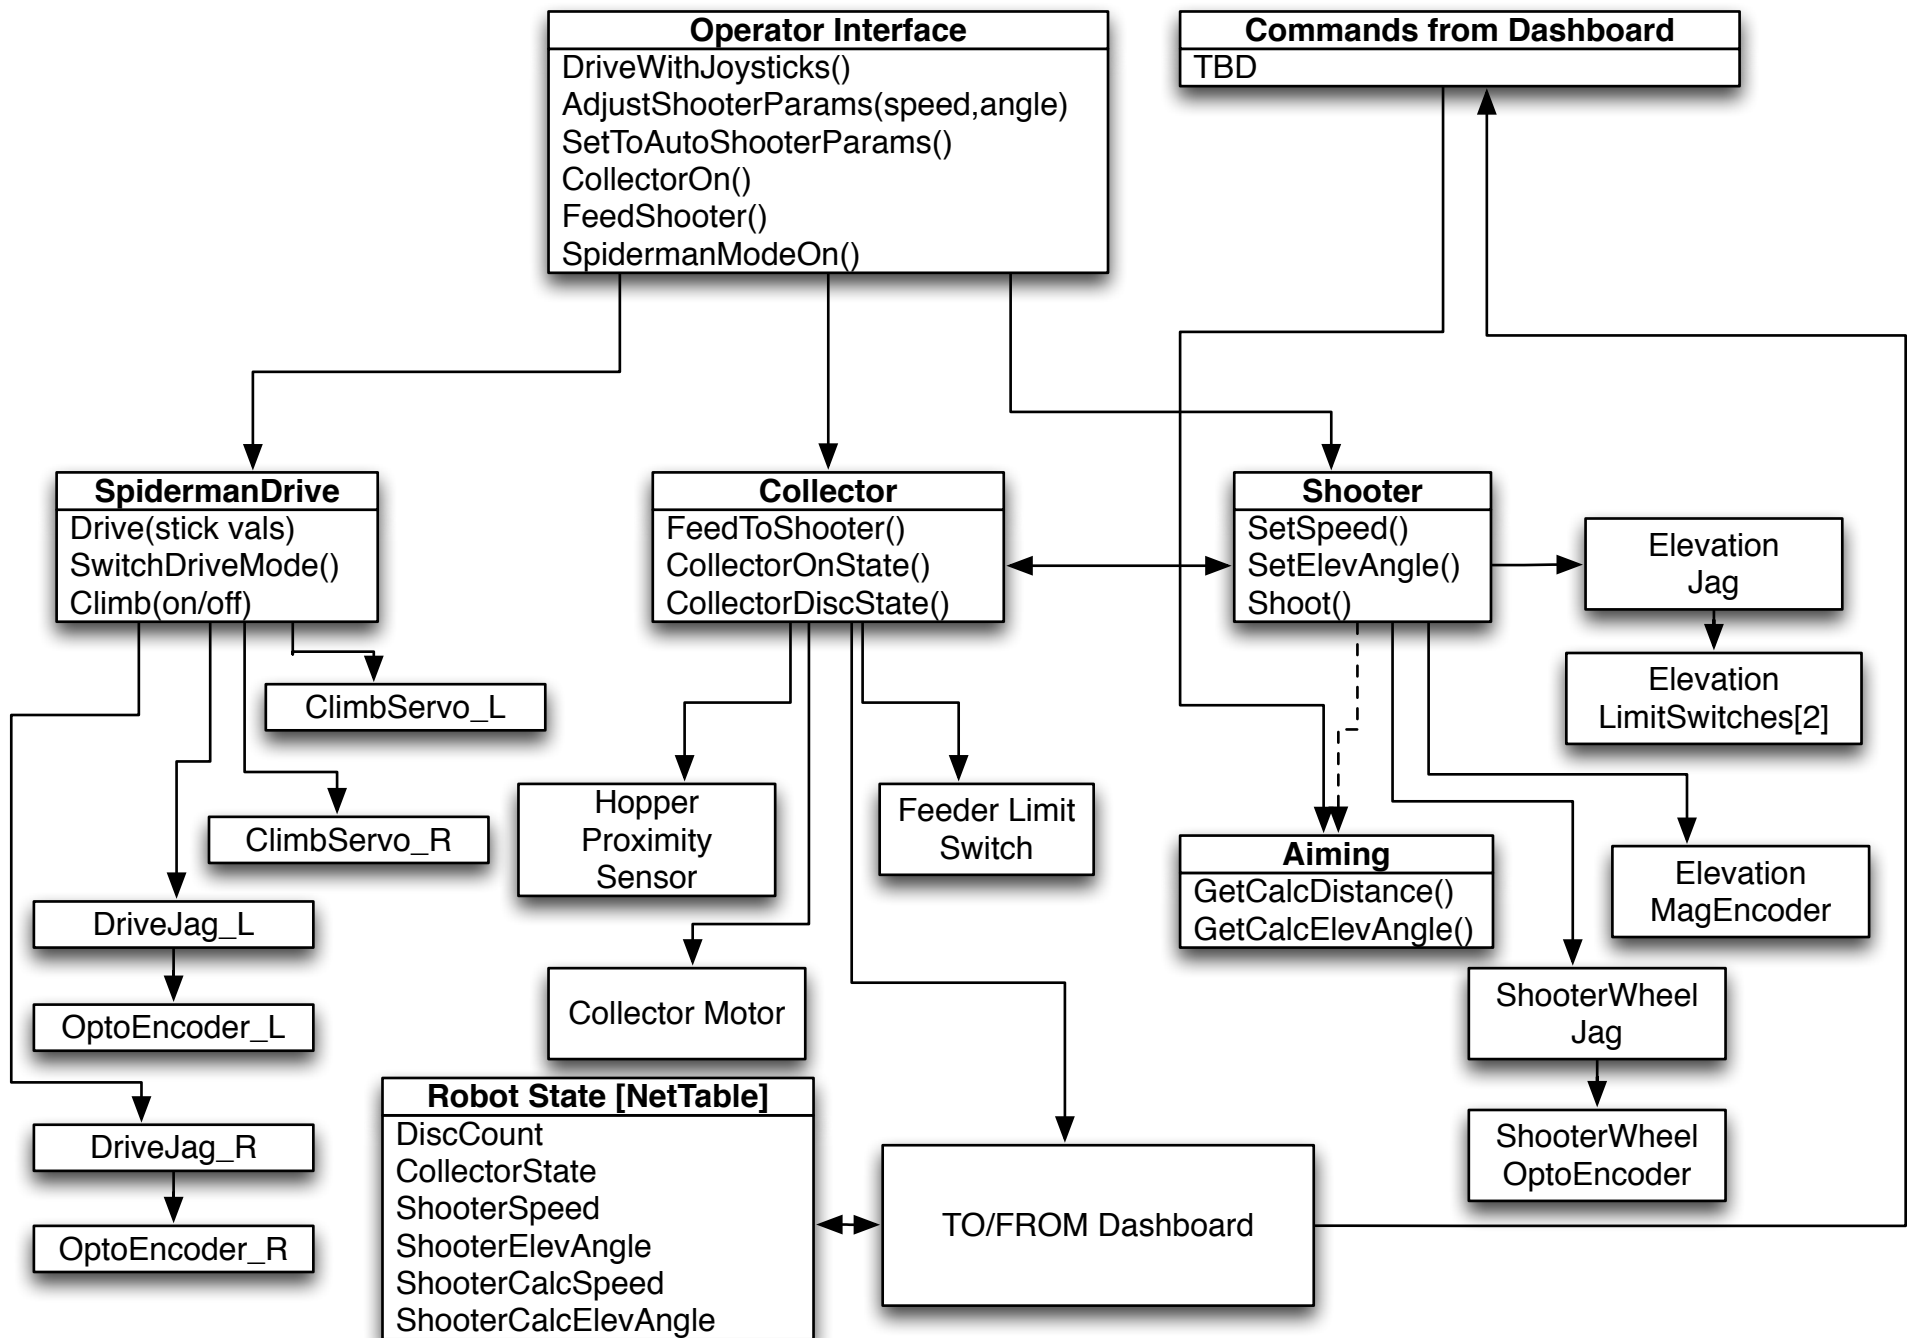 Operator Interface
DriveWithJoysticks()
AdjustShooterParams(speed,angle)
SetToAutoShooterParams()
CollectorOn()
FeedShooter()
SpidermanModeOn()
Commands from Dashboard
TBD
SpidermanDrive
Drive(stick vals)
SwitchDriveMode()
Climb(on/off)
Collector
FeedToShooter()
CollectorOnState()
CollectorDiscState()
Shooter
SetSpeed()
SetElevAngle()
Shoot()
Elevation
Jag
Elevation
LimitSwitches[2]
ClimbServo_L
ClimbServo_R
Hopper
Proximity
Sensor
Feeder Limit
Switch
Aiming
GetCalcDistance()
GetCalcElevAngle()
Elevation
MagEncoder
DriveJag_L
OptoEncoder_L
Collector Motor
ShooterWheel
Jag
ShooterWheel
OptoEncoder
DriveJag_R
OptoEncoder_R
Robot State [NetTable]
DiscCount
CollectorState
ShooterSpeed
ShooterElevAngle
ShooterCalcSpeed
ShooterCalcElevAngle
TO/FROM Dashboard